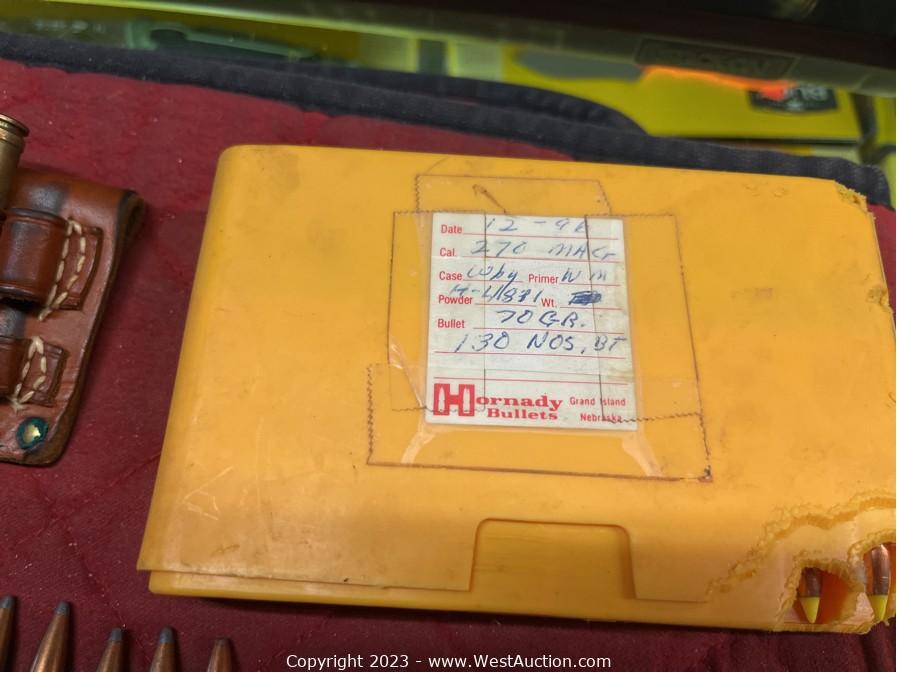 Date 12 - 96
Cal. 270 MAG
Case Wby Primer W M
Powder H-4831 Wt.
Bullet 70 GR.
130 NOS. BT
Hornady Bullets
Grand Island
Nebraska
Copyright 2023 - www.WestAuction.com